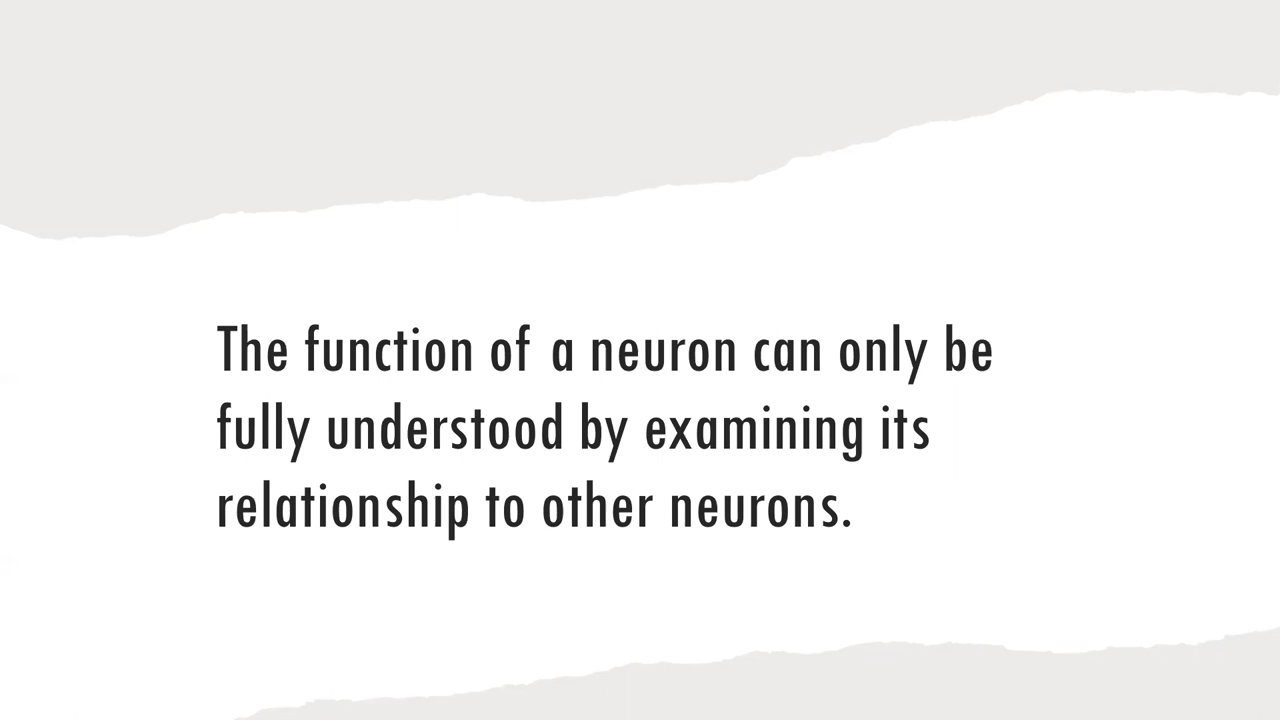 The function of a neuron can only be
fully understood by examining its
relationship to other neurons.